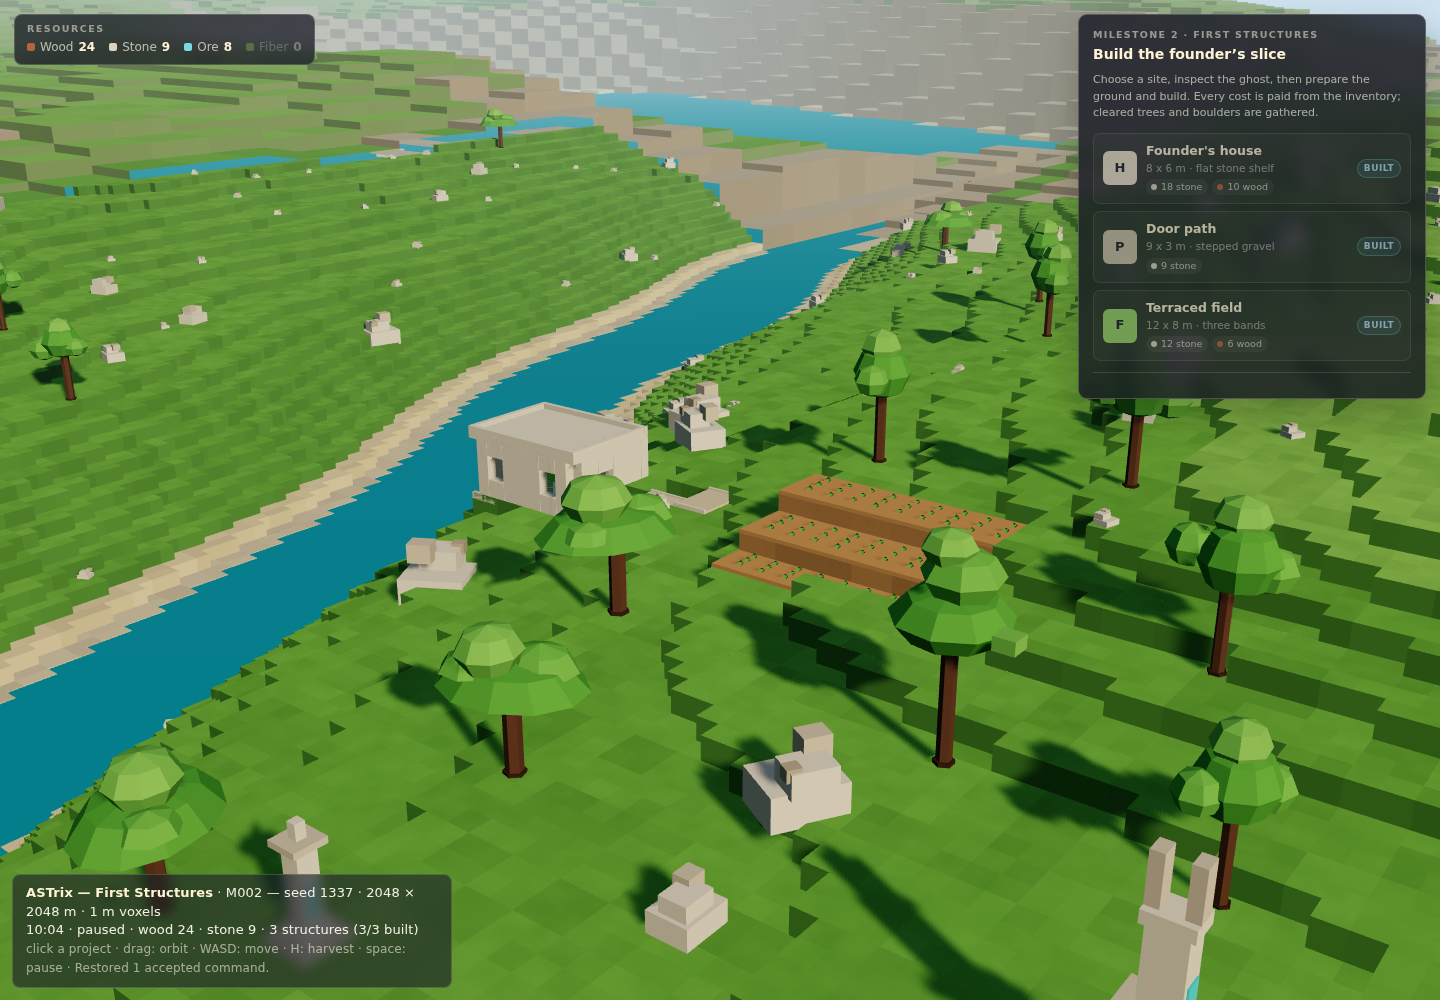 RESOURCES
Wood 24 Stone 9 Ore 8 Fiber 0
MILESTONE 2 · FIRST STRUCTURES
Build the founder’s slice
Choose a site, inspect the ghost, then prepare the
ground and build. Every cost is paid from the inventory;
cleared trees and boulders are gathered.
H
Founder's house
8 x 6 m · flat stone shelf
18 stone 10 wood
BUILT
P
Door path
9 x 3 m · stepped gravel
9 stone
BUILT
F
Terraced field
12 x 8 m · three bands
12 stone 6 wood
BUILT
ASTrix — First Structures · M002 — seed 1337 · 2048 ×
2048 m · 1 m voxels
10:04 · paused · wood 24 · stone 9 · 3 structures (3/3 built)
click a project · drag: orbit · WASD: move · H: harvest · space:
pause · Restored 1 accepted command.